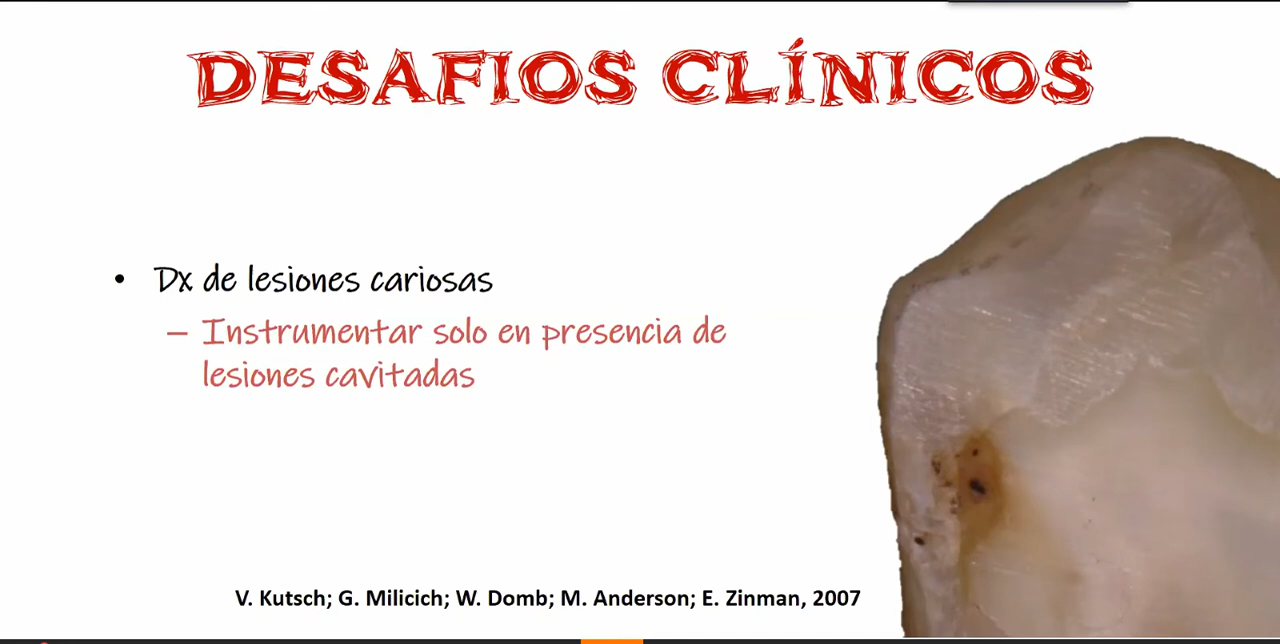 DESAFIOS CLÍNICOS
• Dx de lesiones cariosas
– Instrumentar solo en presencia de
lesiones cavitadas
V. Kutsch; G. Milicich; W. Domb; M. Anderson; E. Zinman, 2007